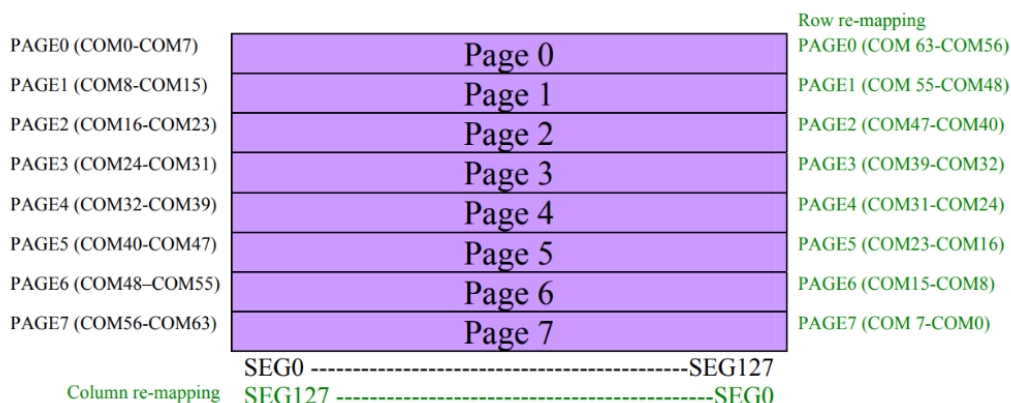 Row re-mapping
PAGE0 (COM0-COM7) Page 0 PAGE0 (COM 63-COM56)
PAGE1 (COM8-COM15) Page 1 PAGE1 (COM 55-COM48)
PAGE2 (COM16-COM23) Page 2 PAGE2 (COM47-COM40)
PAGE3 (COM24-COM31) Page 3 PAGE3 (COM39-COM32)
PAGE4 (COM32-COM39) Page 4 PAGE4 (COM31-COM24)
PAGE5 (COM40-COM47) Page 5 PAGE5 (COM23-COM16)
PAGE6 (COM48–COM55) Page 6 PAGE6 (COM15-COM8)
PAGE7 (COM56-COM63) Page 7 PAGE7 (COM 7-COM0)
SEG0 ---------------------------------------------SEG127
Column re-mapping SEG127 ---------------------------------------------SEG0